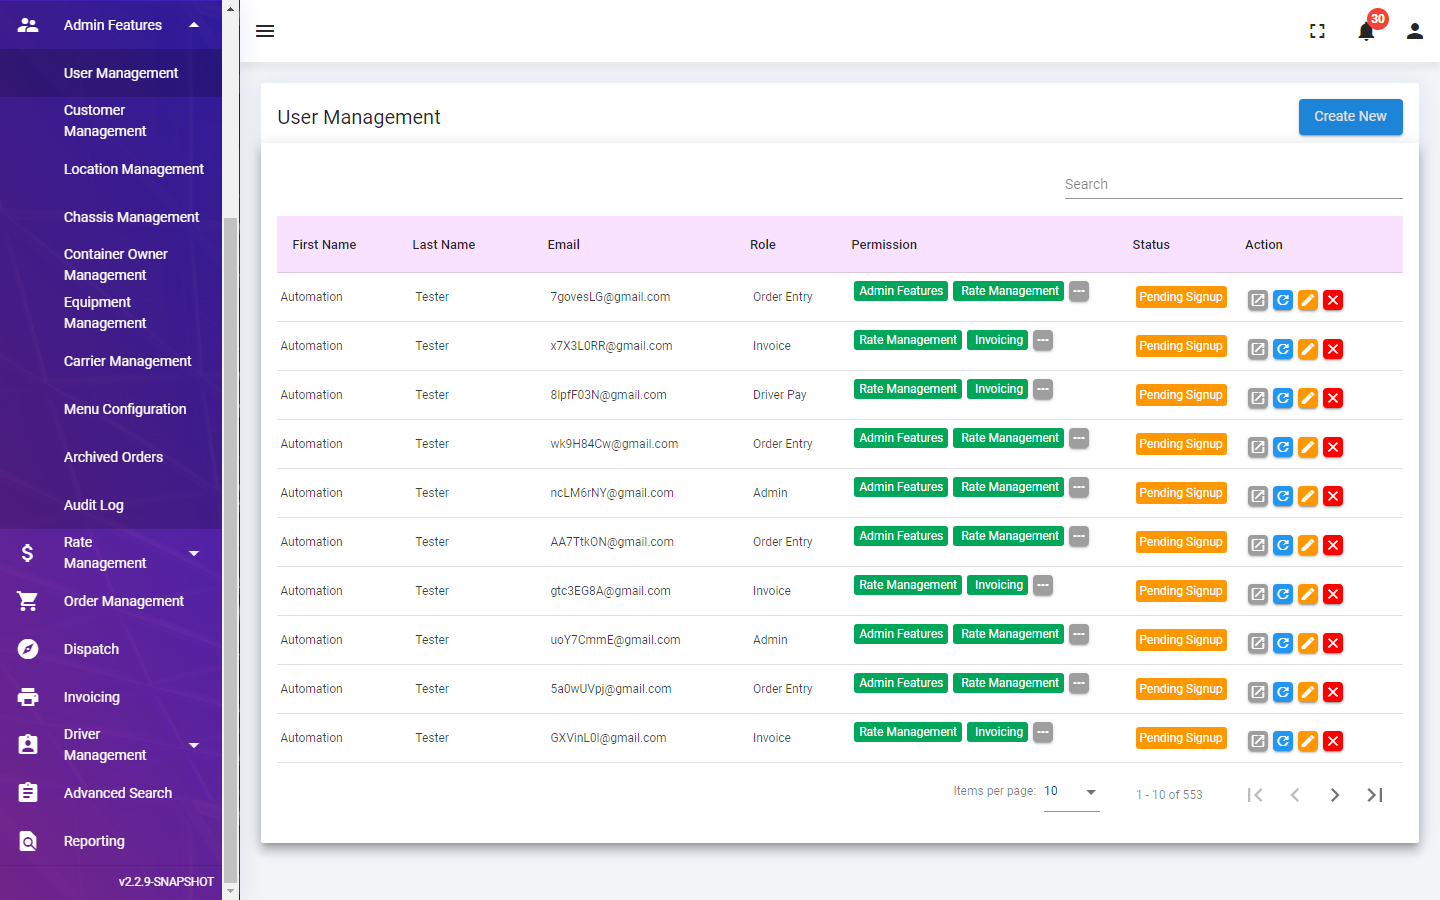 Admin Features
User Management
Customer
Management
Location Management
Chassis Management
Container Owner
Management
Equipment
Management
Carrier Management
Menu Configuration
Archived Orders
Audit Log
Rate
Management
Order Management
Dispatch
Invoicing
Driver
Management
Advanced Search
Reporting
v2.2.9-SNAPSHOT
30
User Management
Create New
Search
First Name Last Name Email Role Permission Status Action
Automation Tester 7govesLG@gmail.com Order Entry Admin Features Rate Management --- Pending Signup
Automation Tester x7X3L0RR@gmail.com Invoice Rate Management Invoicing --- Pending Signup
Automation Tester 8lpfF03N@gmail.com Driver Pay Rate Management Invoicing --- Pending Signup
Automation Tester wk9H84Cw@gmail.com Order Entry Admin Features Rate Management --- Pending Signup
Automation Tester ncLM6rNY@gmail.com Admin Admin Features Rate Management --- Pending Signup
Automation Tester AA7TtkON@gmail.com Order Entry Admin Features Rate Management --- Pending Signup
Automation Tester gtc3EG8A@gmail.com Invoice Rate Management Invoicing --- Pending Signup
Automation Tester uoY7CmmE@gmail.com Admin Admin Features Rate Management --- Pending Signup
Automation Tester 5a0wUVpj@gmail.com Order Entry Admin Features Rate Management --- Pending Signup
Automation Tester GXVinL0l@gmail.com Invoice Rate Management Invoicing --- Pending Signup
Items per page: 10 1 - 10 of 553